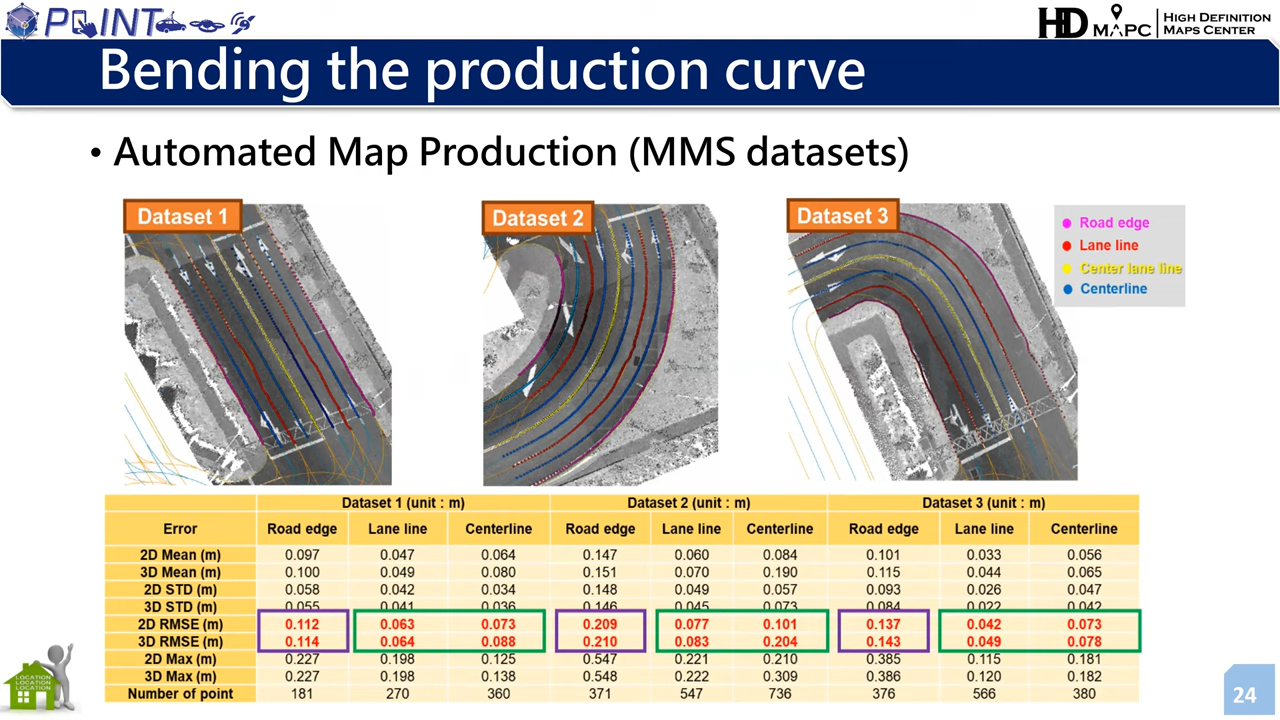 POINT
HD MAPC | HIGH DEFINITION
MAPS CENTER
Bending the production curve
• Automated Map Production (MMS datasets)
Dataset 1
Dataset 2
Dataset 3
Road edge
Lane line
Center lane line
Centerline
Dataset 1 (unit : m) Dataset 2 (unit : m) Dataset 3 (unit : m)
Error Road edge Lane line Centerline Road edge Lane line Centerline Road edge Lane line Centerline
2D Mean (m) 0.097 0.047 0.064 0.147 0.060 0.084 0.101 0.033 0.056
3D Mean (m) 0.100 0.049 0.080 0.151 0.070 0.190 0.115 0.044 0.065
2D STD (m) 0.058 0.042 0.034 0.148 0.049 0.057 0.093 0.026 0.047
3D STD (m) 0.055 0.041 0.036 0.146 0.045 0.073 0.084 0.022 0.042
2D RMSE (m) 0.112 0.063 0.073 0.209 0.077 0.101 0.137 0.042 0.073
3D RMSE (m) 0.114 0.064 0.088 0.210 0.083 0.204 0.143 0.049 0.078
2D Max (m) 0.227 0.198 0.125 0.547 0.221 0.210 0.385 0.115 0.181
3D Max (m) 0.227 0.198 0.138 0.548 0.222 0.309 0.386 0.120 0.182
Number of point 181 270 360 371 547 736 376 566 380
LOCATION
LOCATION
LOCATION
24